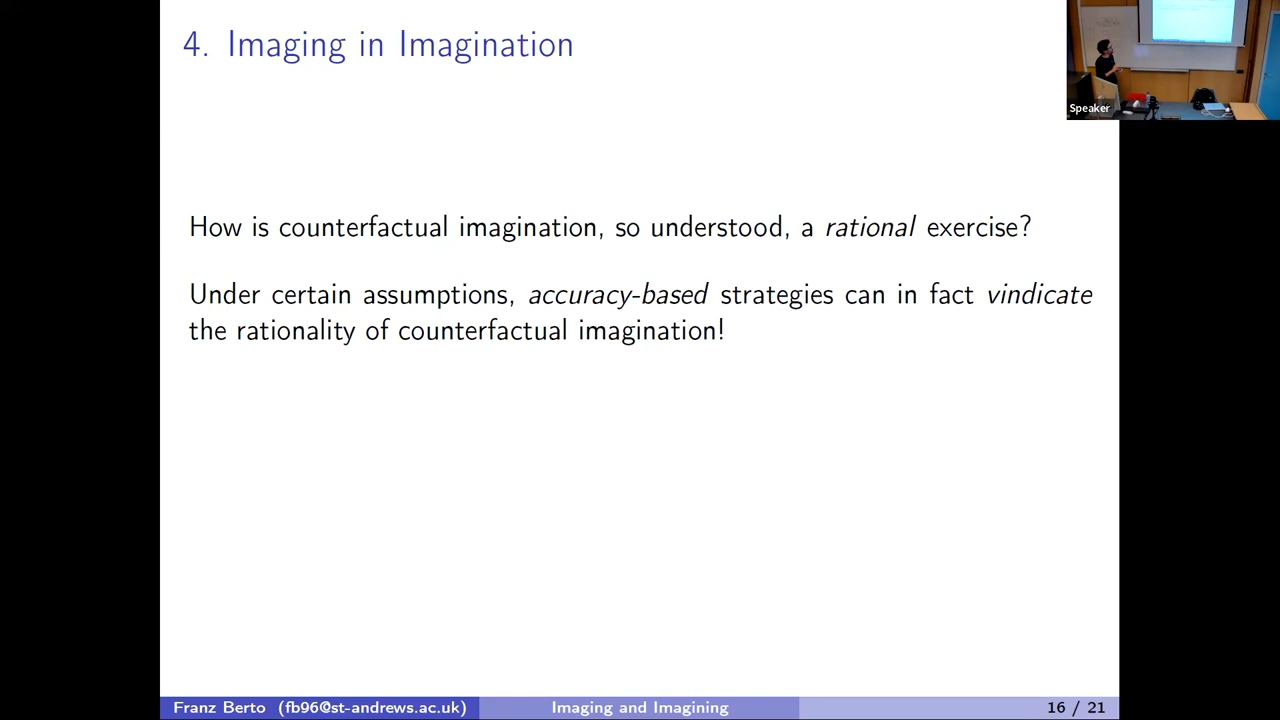 4. Imaging in Imagination
Speaker
How is counterfactual imagination, so understood, a rational exercise?
Under certain assumptions, accuracy-based strategies can in fact vindicate
the rationality of counterfactual imagination!
Franz Berto (fb96@st-andrews.ac.uk)
Imaging and Imagining
16 / 21